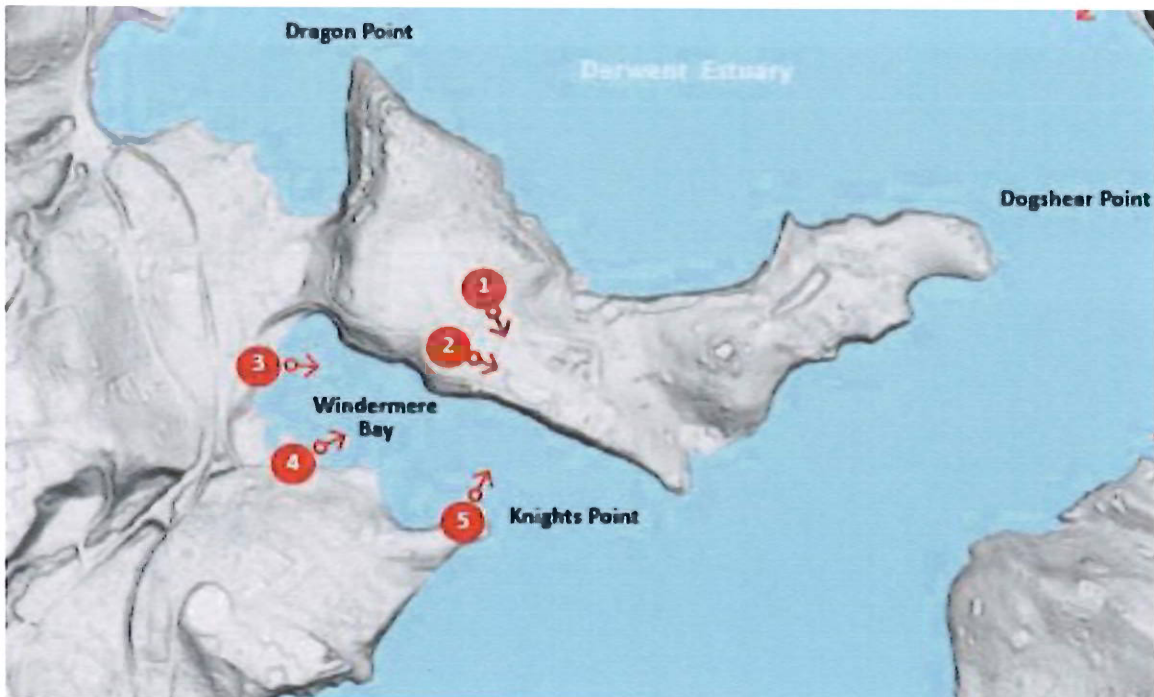 Dragon Point
Derwent Estuary
Dogshear Point
1
2
3
Windermere
Bay
4
5
Knights Point